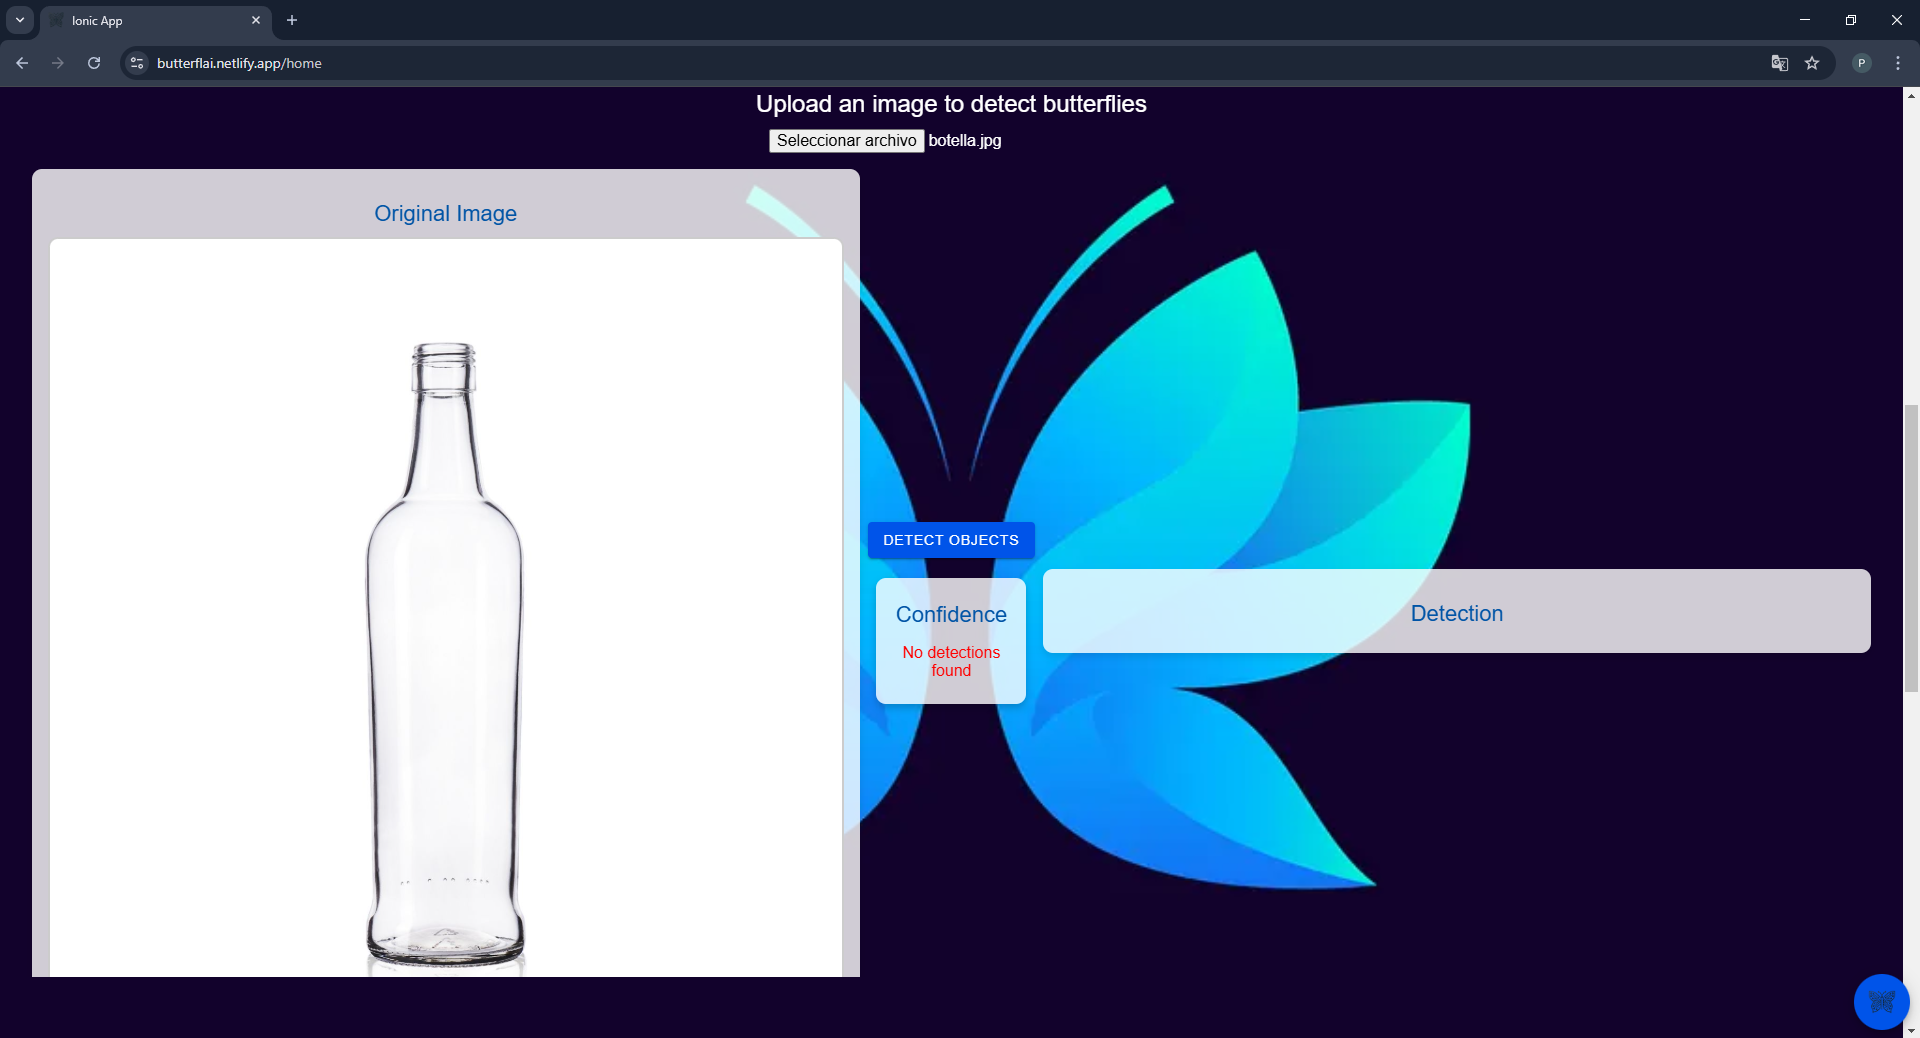 Ionic App
butterflai.netlify.app/home
P
Upload an image to detect butterflies
Seleccionar archivo botella.jpg
Original Image
DETECT OBJECTS
Confidence
No detections
found
Detection